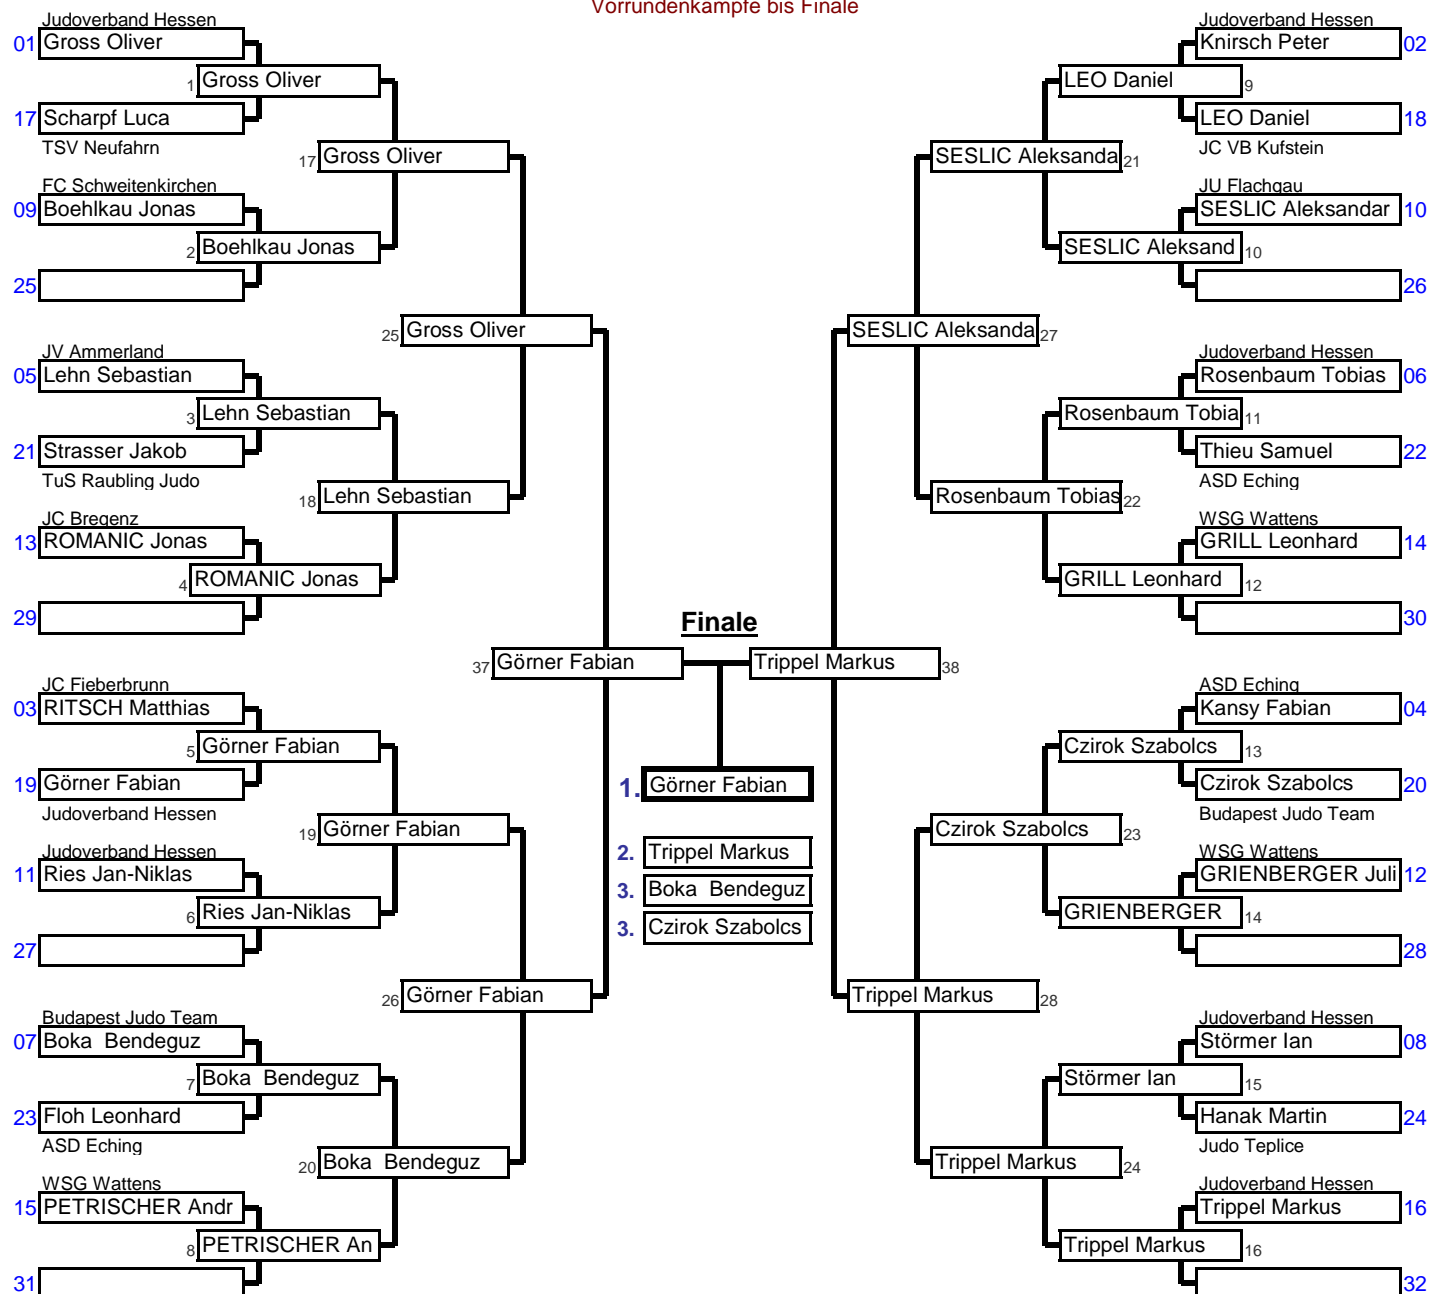 Vorrundenkämpfe bis Finale
Judoverband Hessen
01 Gross Oliver
1 Gross Oliver
17 Scharpf Luca
TSV Neufahrn
17 Gross Oliver
FC Schweitenkirchen
09 Boehlkau Jonas
2 Boehlkau Jonas
25
25 Gross Oliver
JV Ammerland
05 Lehn Sebastian
3 Lehn Sebastian
21 Strasser Jakob
TuS Raubling Judo
18 Lehn Sebastian
JC Bregenz
13 ROMANIC Jonas
4 ROMANIC Jonas
29
37 Görner Fabian
JC Fieberbrunn
03 RITSCH Matthias
5 Görner Fabian
19 Görner Fabian
Judoverband Hessen
19 Görner Fabian
Judoverband Hessen
11 Ries Jan-Niklas
6 Ries Jan-Niklas
27
26 Görner Fabian
Budapest Judo Team
07 Boka  Bendeguz
7 Boka  Bendeguz
23 Floh Leonhard
ASD Eching
20 Boka  Bendeguz
WSG Wattens
15 PETRISCHER Andr
8 PETRISCHER An
31
Finale
1. Görner Fabian
2. Trippel Markus
3. Boka  Bendeguz
3. Czirok Szabolcs
Judoverband Hessen
Knirsch Peter 02
LEO Daniel 9
LEO Daniel 18
JC VB Kufstein
SESLIC Aleksanda 21
JU Flachgau
SESLIC Aleksandar 10
SESLIC Aleksand 10
26
SESLIC Aleksanda 27
Judoverband Hessen
Rosenbaum Tobias 06
Rosenbaum Tobia 11
Thieu Samuel 22
ASD Eching
Rosenbaum Tobias 22
WSG Wattens
GRILL Leonhard 14
GRILL Leonhard 12
30
Trippel Markus 38
ASD Eching
Kansy Fabian 04
Czirok Szabolcs 13
Czirok Szabolcs 20
Budapest Judo Team
Czirok Szabolcs 23
WSG Wattens
GRIENBERGER Juli 12
GRIENBERGER 14
28
Trippel Markus 28
Judoverband Hessen
Störmer Ian 08
Störmer Ian 15
Hanak Martin 24
Judo Teplice
Trippel Markus 24
Judoverband Hessen
Trippel Markus 16
Trippel Markus 16
32